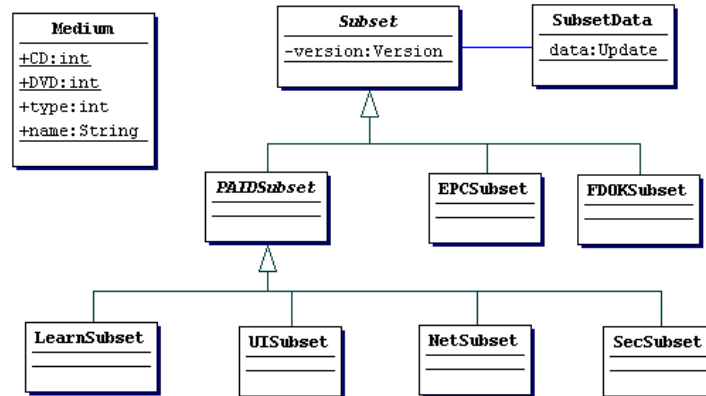 Medium
+CD:int
+DVD:int
+type:int
+name:String
Subset
-version:Version
SubsetData
data:Update
PAIDSubset
EPCSubset
FDOKSubset
LearnSubset
UISubset
NetSubset
SecSubset